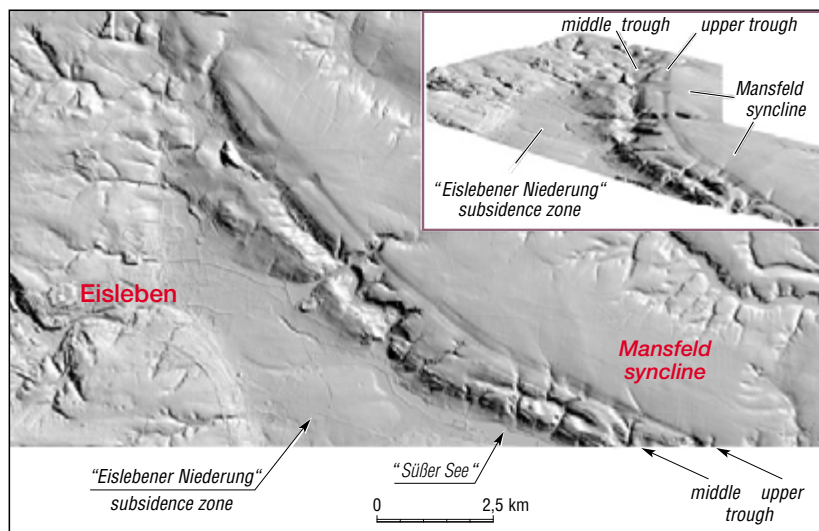 middle trough upper trough
Mansfeld
syncline
“Eislebener Niederung“
subsidence zone
Eisleben
Mansfeld
syncline
“Eislebener Niederung“
subsidence zone
“Süßer See“
0 2,5 km
middle upper
trough